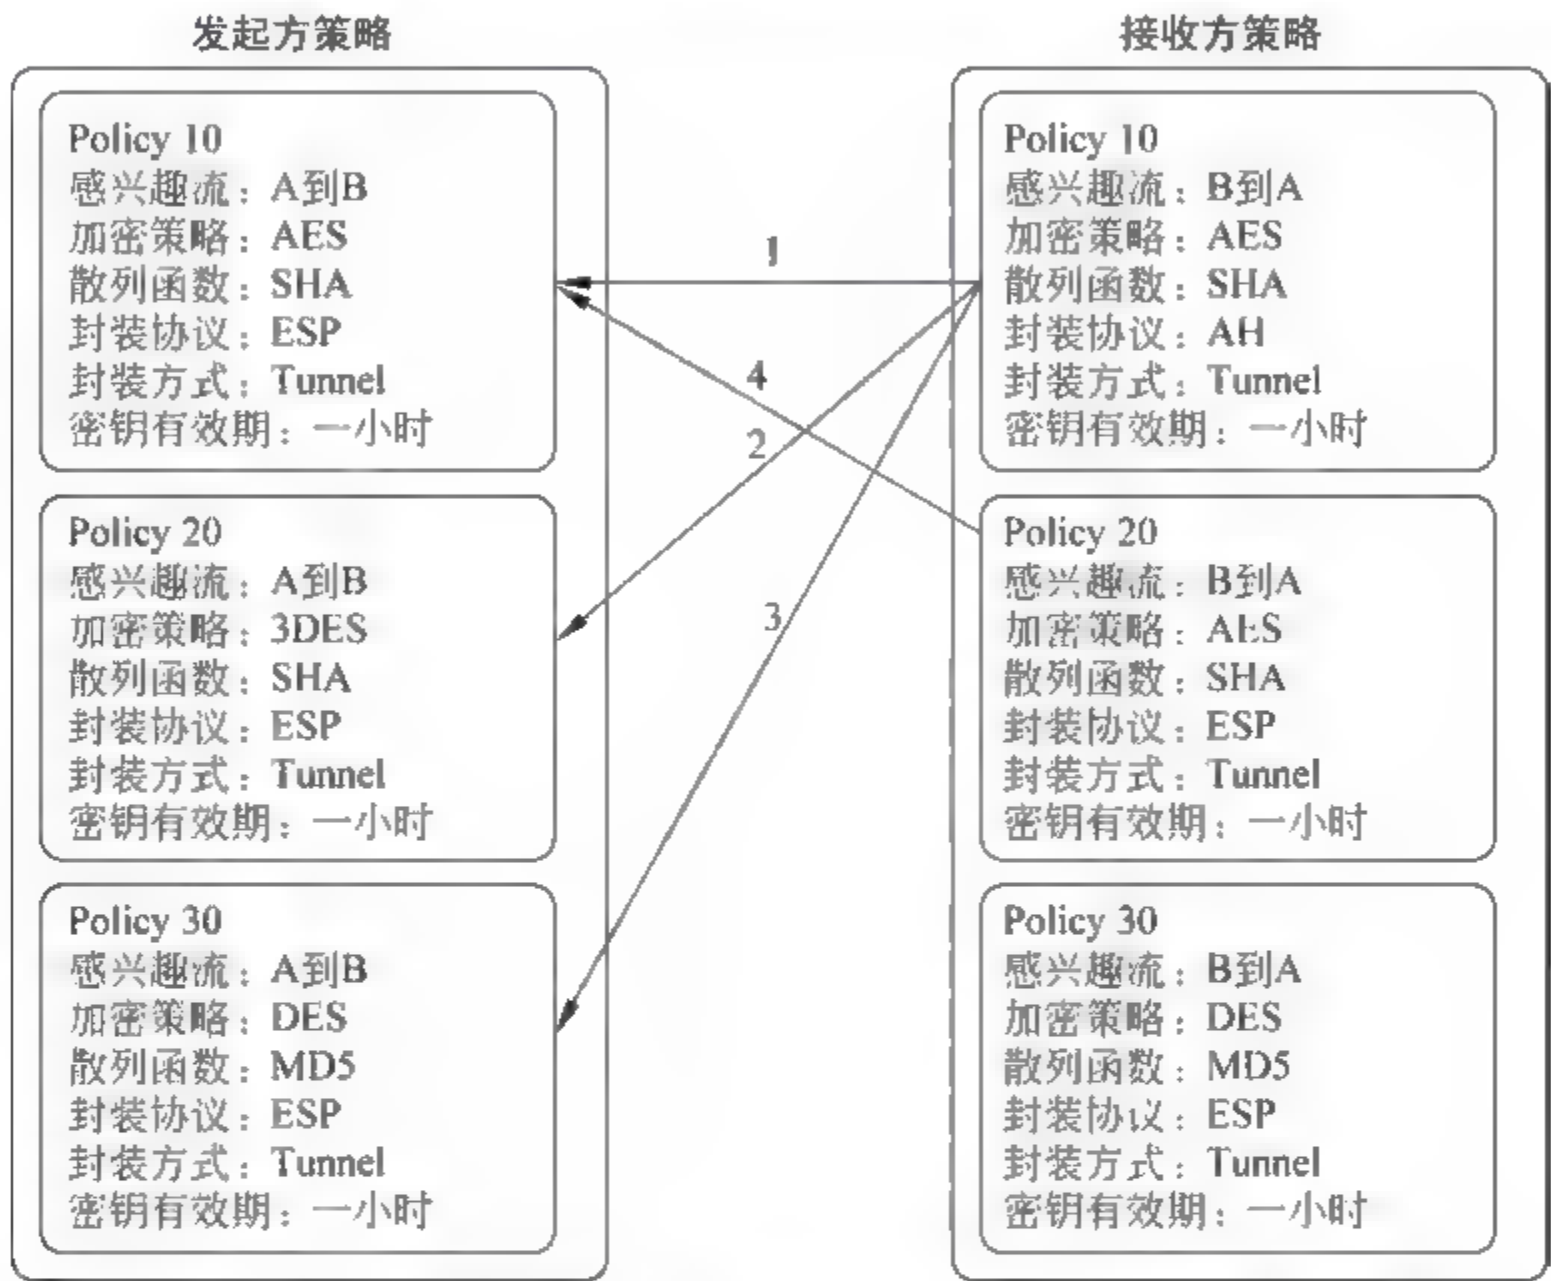 发起方策略
Policy 10
感兴趣流：A到B
加密策略：AES
散列函数：SHA
封装协议：ESP
封装方式：Tunnel
密钥有效期：一小时
Policy 20
感兴趣流：A到B
加密策略：3DES
散列函数：SHA
封装协议：ESP
封装方式：Tunnel
密钥有效期：一小时
Policy 30
感兴趣流：A到B
加密策略：DES
散列函数：MD5
封装协议：ESP
封装方式：Tunnel
密钥有效期：一小时
1
4
2
3
接收方策略
Policy 10
感兴趣流：B到A
加密策略：AES
散列函数：SHA
封装协议：AH
封装方式：Tunnel
密钥有效期：一小时
Policy 20
感兴趣流：B到A
加密策略：AES
散列函数：SHA
封装协议：ESP
封装方式：Tunnel
密钥有效期：一小时
Policy 30
感兴趣流：B到A
加密策略：DES
散列函数：MD5
封装协议：ESP
封装方式：Tunnel
密钥有效期：一小时